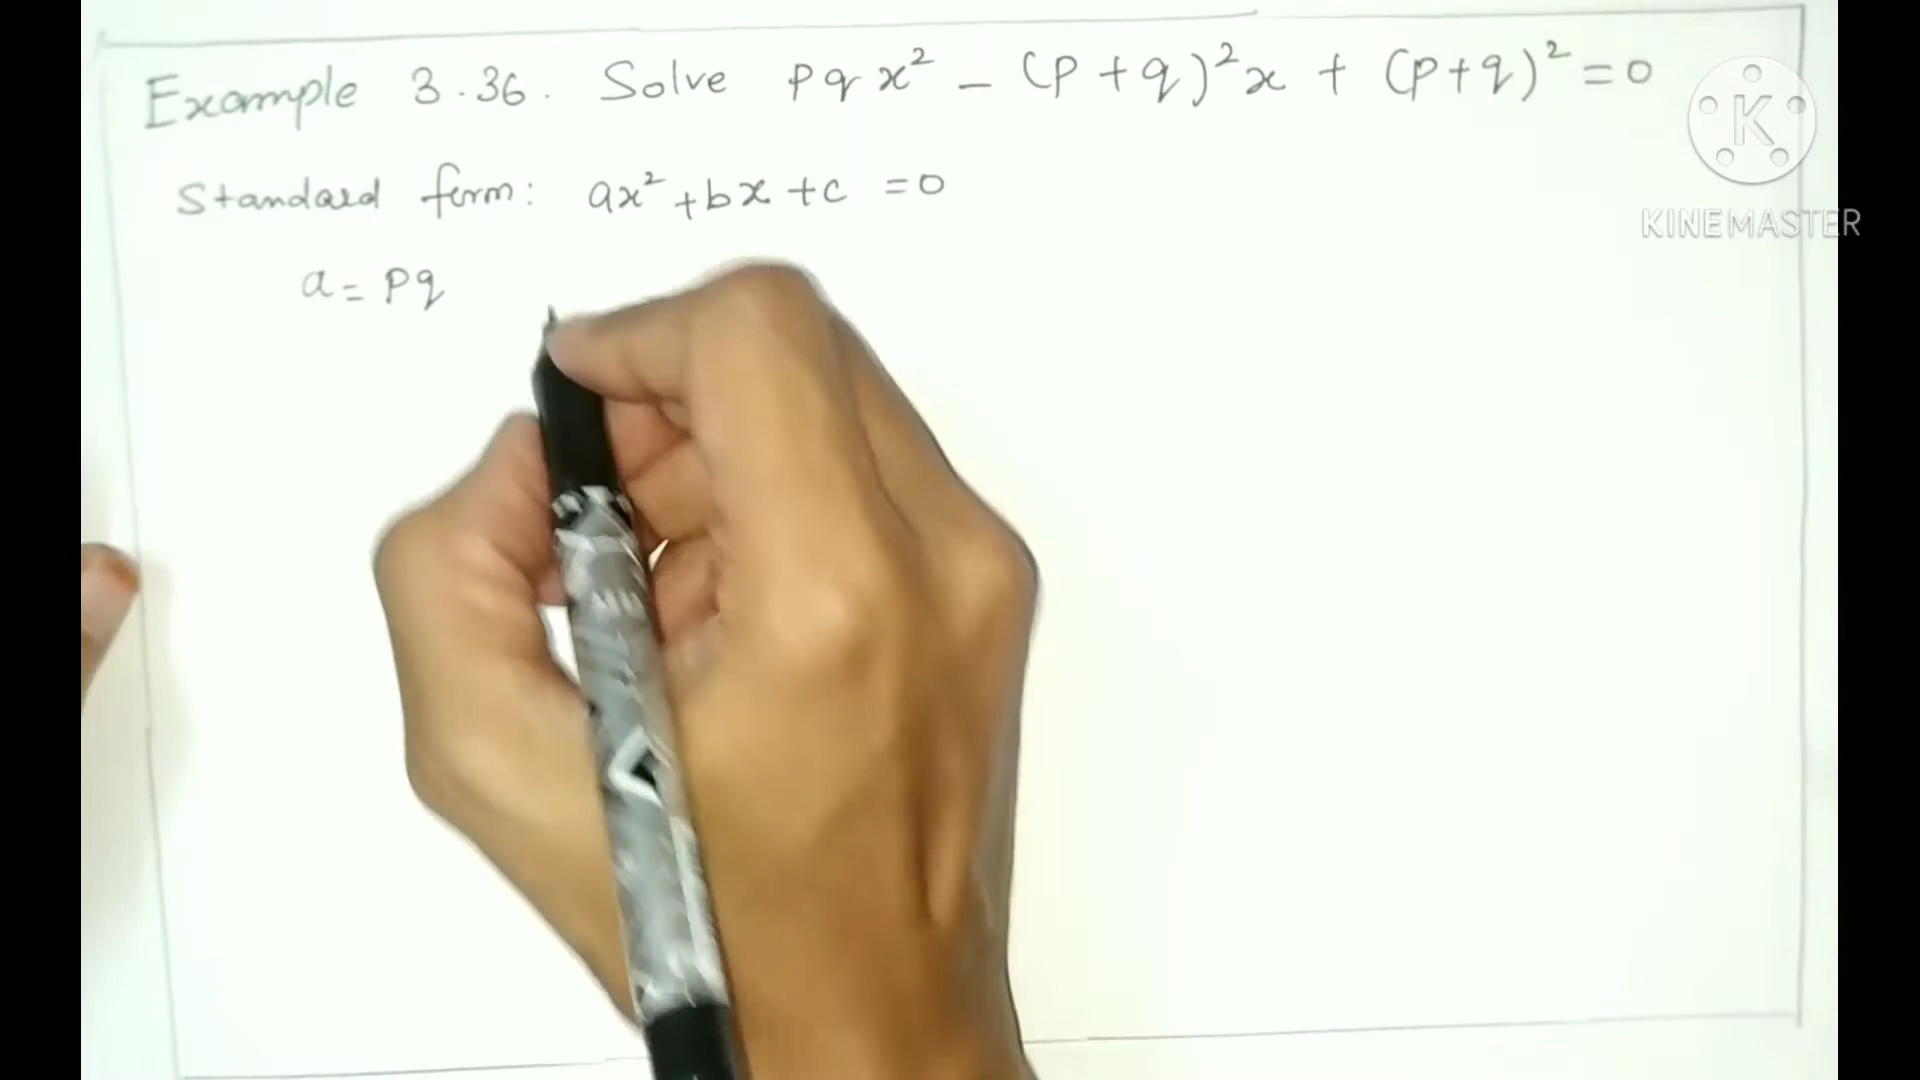 Example 3.36. Solve pqx² - (p+q)²x + (p+q)² = 0
K
KINEMASTER
Standard form: ax² + bx + c = 0
a = pq